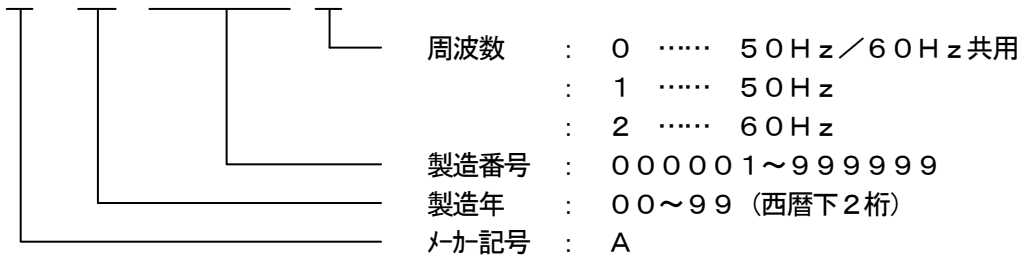 周波数 : ０ …… ５０Ｈｚ／６０Ｈｚ共用
: １ …… ５０Ｈｚ
: ２ …… ６０Ｈｚ
製造番号 : ０００００１～９９９９９９
製造年 : ００～９９（西暦下２桁）
ﾒｰｶｰ記号 : Ａ